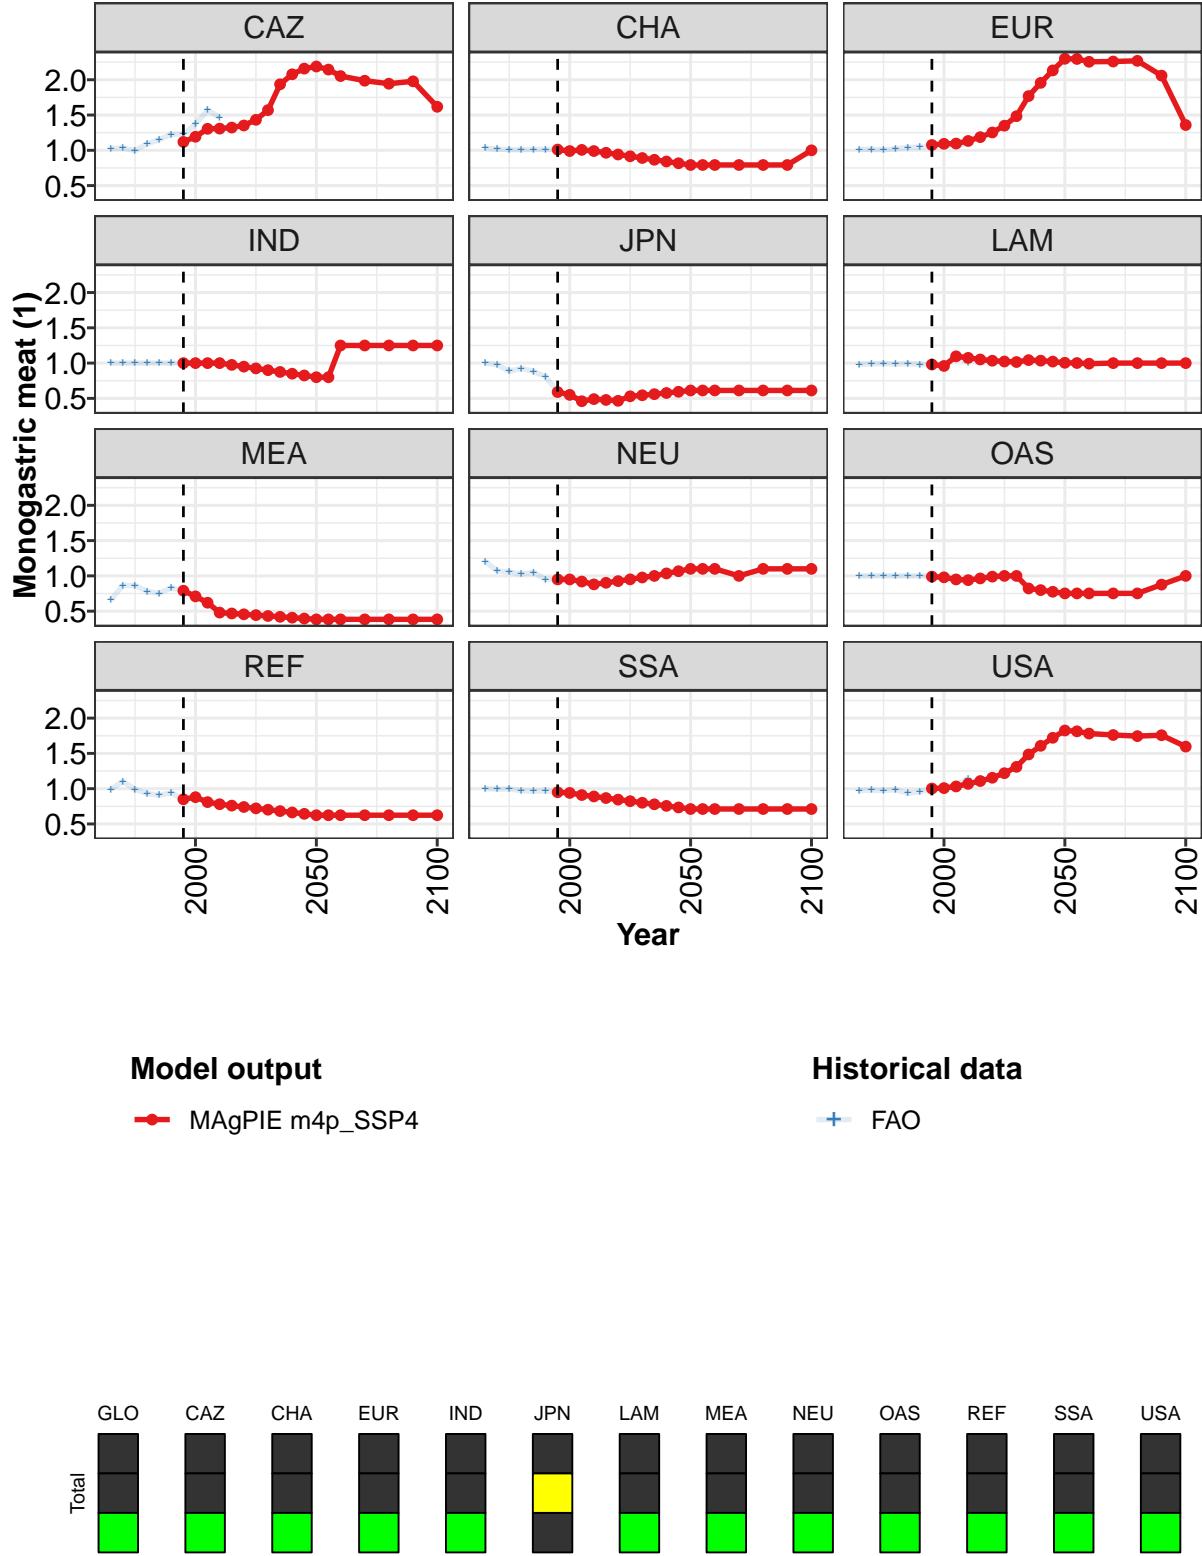 CAZ CHA EUR
2.0
1.5
1.0
0.5
IND JPN LAM
2.0
1.5
1.0
0.5
MEA NEU OAS
2.0
1.5
1.0
0.5
REF SSA USA
2.0
1.5
1.0
0.5
Monogastric meat (1)
2000 2050 2100 2000 2050 2100 2000 2050 2100
Year
Model output Historical data
MAgPIE m4p_SSP4 FAO
GLO CAZ CHA EUR IND JPN LAM MEA NEU OAS REF SSA USA
Total